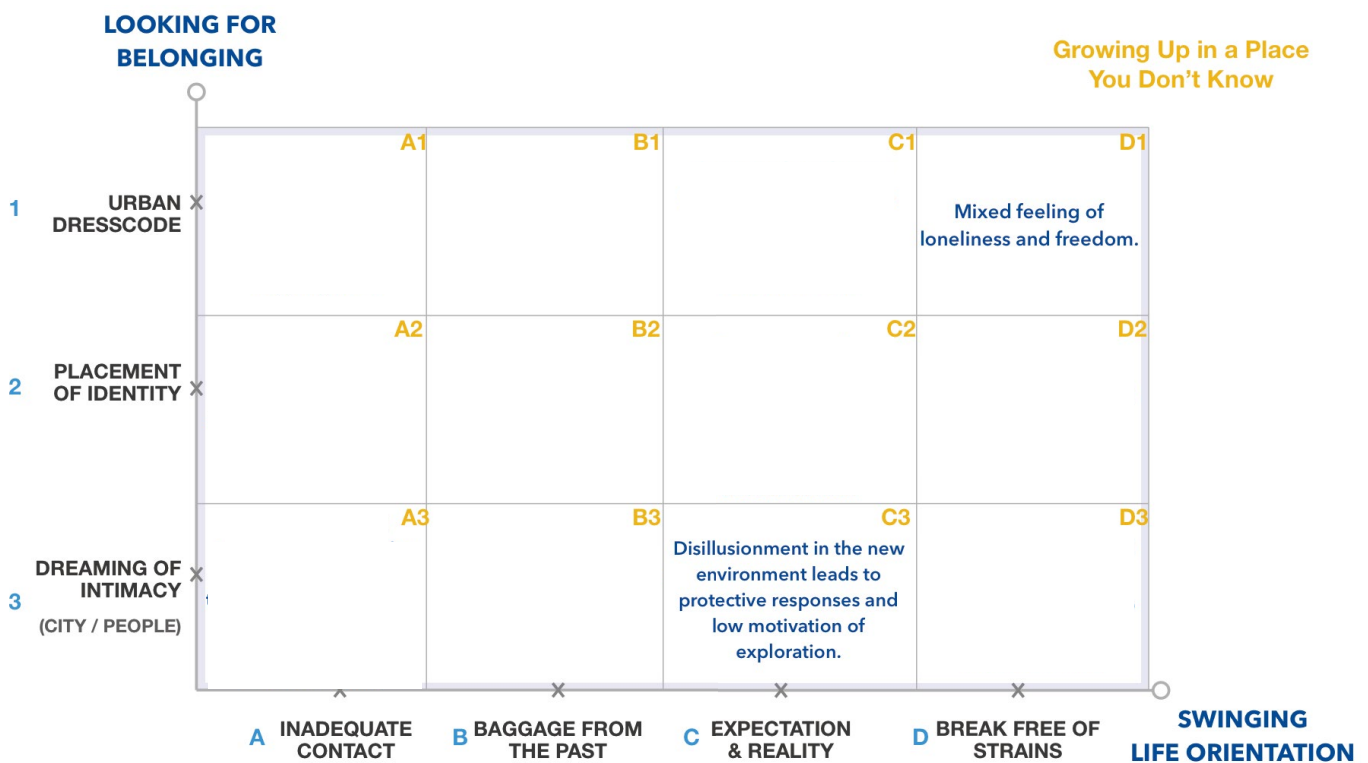 LOOKING FOR
BELONGING
Growing Up in a Place
You Don't Know
A1
B1
C1
D1
1
URBAN
DRESSCODE
Mixed feeling of
loneliness and freedom.
A2
B2
C2
D2
2
PLACEMENT
OF IDENTITY
A3
B3
C3
D3
3
DREAMING OF
INTIMACY
(CITY / PEOPLE)
Disillusionment in the new
environment leads to
protective responses and
low motivation of
exploration.
A
INADEQUATE
CONTACT
B
BAGGAGE FROM
THE PAST
C
EXPECTATION
& REALITY
D
BREAK FREE OF
STRAINS
SWINGING
LIFE ORIENTATION